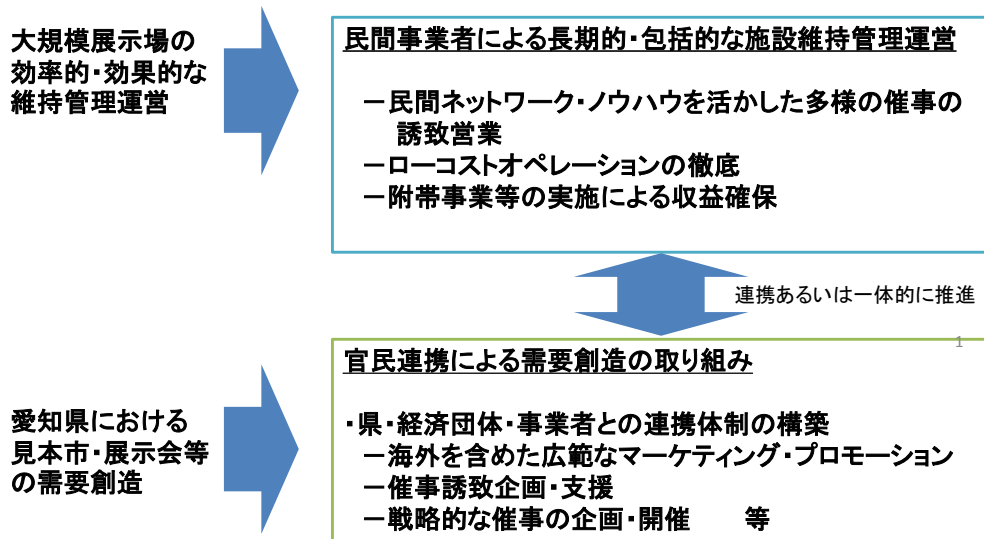 大規模展示場の
効率的・効果的な
維持管理運営
民間事業者による長期的・包括的な施設維持管理運営
－民間ネットワーク・ノウハウを活かした多様の催事の
誘致営業
－ローコストオペレーションの徹底
－附帯事業等の実施による収益確保
連携あるいは一体的に推進
1
愛知県における
見本市・展示会等
の需要創造
官民連携による需要創造の取り組み
・県・経済団体・事業者との連携体制の構築
－海外を含めた広範なマーケティング・プロモーション
－催事誘致企画・支援
－戦略的な催事の企画・開催　　等